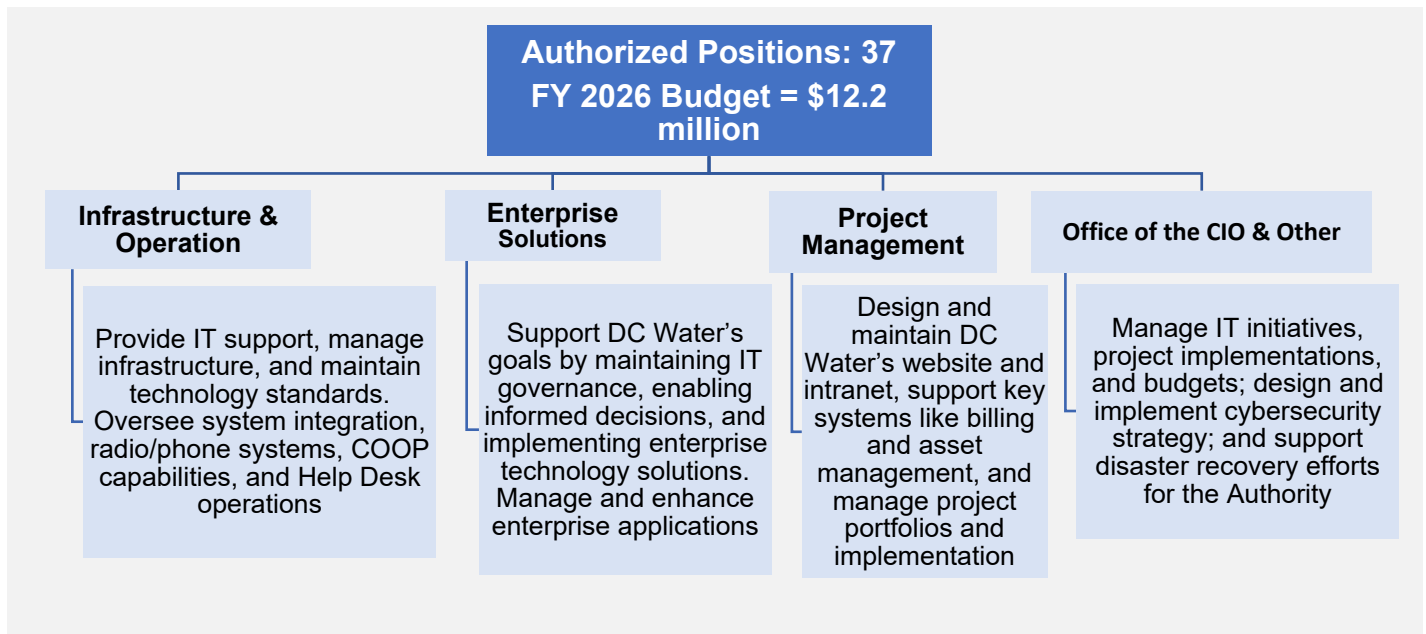 Authorized Positions: 37
FY 2026 Budget = $12.2
million
Infrastructure &
Operation
Provide IT support, manage
infrastructure, and maintain
technology standards.
Oversee system integration,
radio/phone systems, COOP
capabilities, and Help Desk
operations
Enterprise
Solutions
Support DC Water’s
goals by maintaining IT
governance, enabling
informed decisions, and
implementing enterprise
technology solutions.
Manage and enhance
enterprise applications
Project
Management
Design and
maintain DC
Water’s website and
intranet, support key
systems like billing
and asset
management, and
manage project
portfolios and
implementation
Office of the CIO & Other
Manage IT initiatives,
project implementations,
and budgets; design and
implement cybersecurity
strategy; and support
disaster recovery efforts
for the Authority